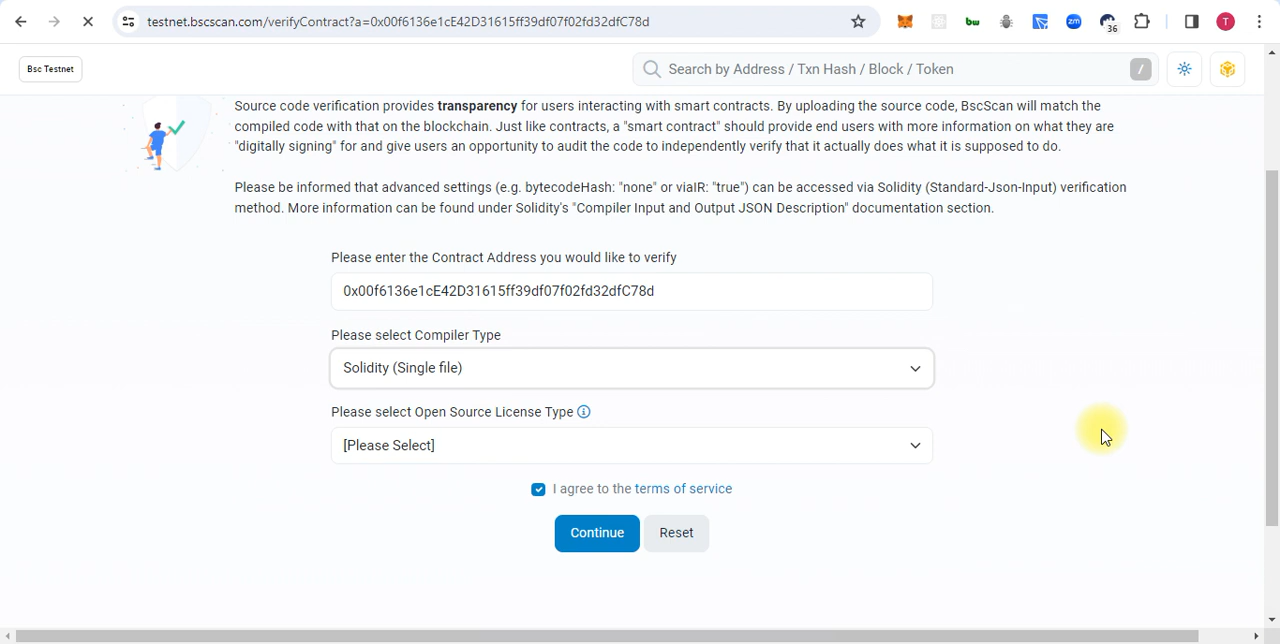 testnet.bscscan.com/verifyContract?a=0x00f6136e1cE42D31615ff39df07f02fd32dfC78d
bw
zm
36
T
Bsc Testnet
Search by Address / Txn Hash / Block / Token
/
Source code verification provides transparency for users interacting with smart contracts. By uploading the source code, BscScan will match the
compiled code with that on the blockchain. Just like contracts, a "smart contract" should provide end users with more information on what they are
"digitally signing" for and give users an opportunity to audit the code to independently verify that it actually does what it is supposed to do.
Please be informed that advanced settings (e.g. bytecodeHash: "none" or viaIR: "true") can be accessed via Solidity (Standard-Json-Input) verification
method. More information can be found under Solidity's "Compiler Input and Output JSON Description" documentation section.
Please enter the Contract Address you would like to verify
0x00f6136e1cE42D31615ff39df07f02fd32dfC78d
Please select Compiler Type
Solidity (Single file)
Please select Open Source License Type
[Please Select]
I agree to the terms of service
Continue
Reset